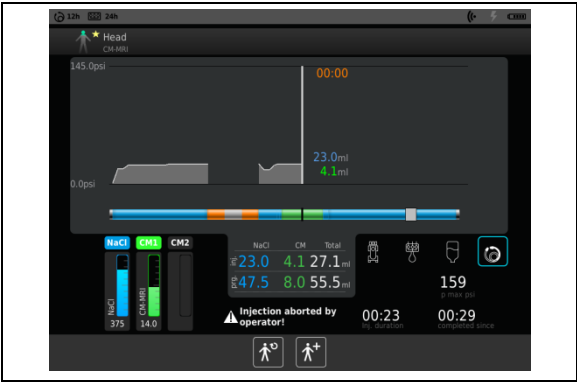 12h 24h
Head
CM-MRI
145.0psi
00:00
23.0ml
4.1ml
0.0psi
NaCl CM1 CM2
NaCl CM Total
inj. 23.0 4.1 27.1 ml
prg. 47.5 8.0 55.5 ml
NaCl CM-MRI
375 14.0
159
p max psi
Injection aborted by
operator!
00:23 00:29
inj. duration completed since